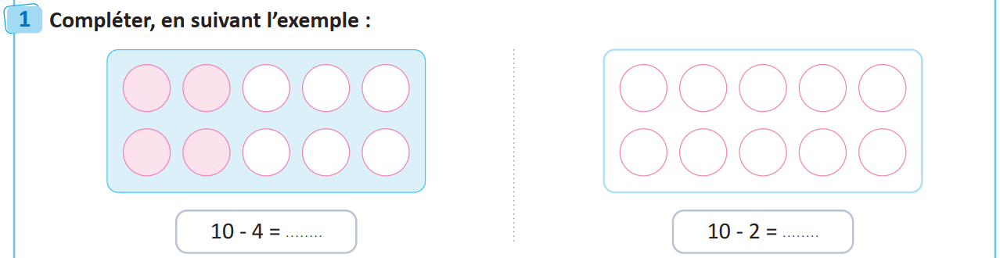 1 Compléter, en suivant l'exemple :
10 - 4 = ........
10 - 2 = ........